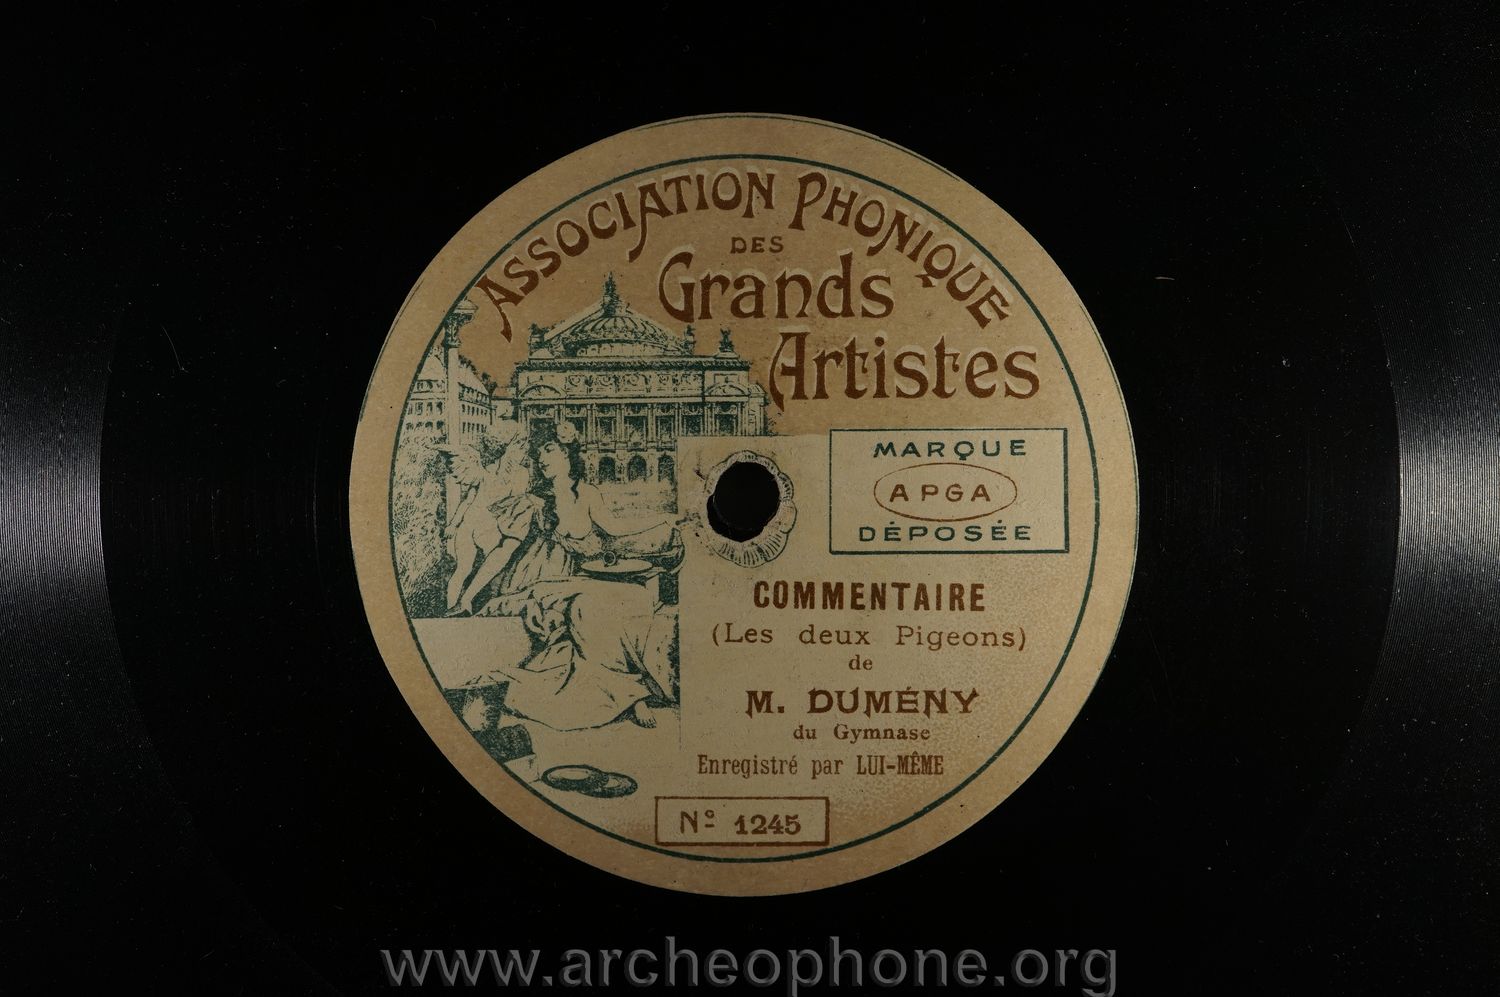 ASSOCIATION PHONIQUE
DES
Grands
Artistes
MARQUE
APGA
DÉPOSÉE
COMMENTAIRE
(Les deux Pigeons)
de
M. DUMÉNY
du Gymnase
Enregistré par LUI-MÊME
Nº 1245
www.archeophone.org